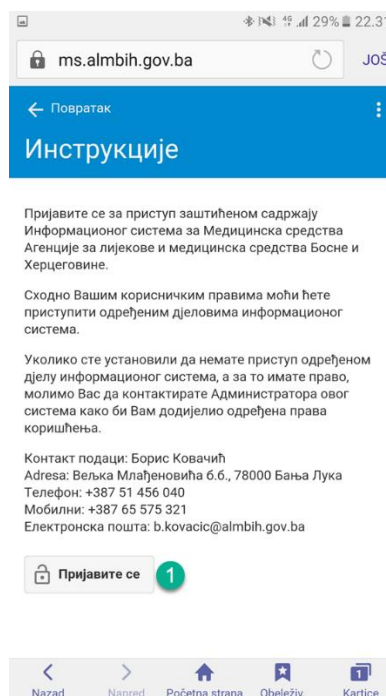 4G 29% 22.31
ms.almbih.gov.ba JOŠ
Повратак
Инструкције
Пријавите се за приступ заштићеном садржају
Информационог система за Медицинска средства
Агенције за лијекове и медицинска средства Босне и
Херцеговине.
Сходно Вашим корисничким правима моћи ћете
приступити одређеним дјеловима информационог
система.
Уколико сте установили да немате приступ одређеном
дјелу информационог система, а за то имате право,
молимо Вас да контактирате Администратора овог
система како би Вам додијелио одређена права
коришћења.
Контакт подаци: Борис Ковачић
Adresa: Вељка Млађеновића б.б., 78000 Бања Лука
Телефон: +387 51 456 040
Мобилни: +387 65 575 321
Електронска пошта: b.kovacic@almbih.gov.ba
Пријавите се 1
1
Nazad Napred Početna strana Obeleživ. Kartice